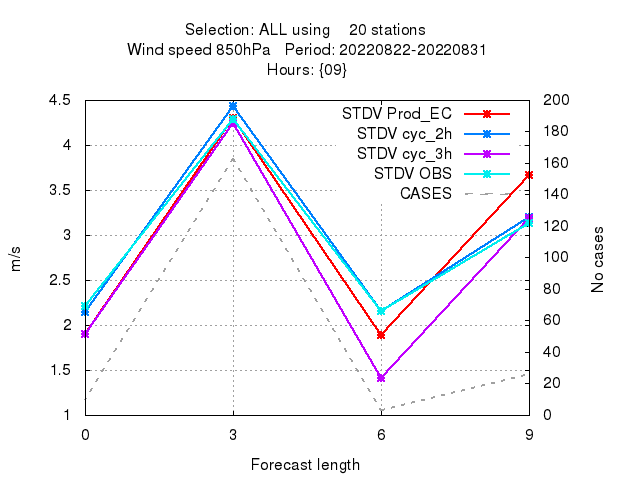 Selection: ALL using 20 stations
Wind speed 850hPa Period: 20220822-20220831
Hours: {09}
4.5
4
3.5
3
2.5
2
1.5
1
200
180
160
140
120
100
80
60
40
20
0
STDV Prod_EC
STDV cyc_2h
STDV cyc_3h
STDV OBS
CASES
m/s
No cases
0 3 6 9
Forecast length